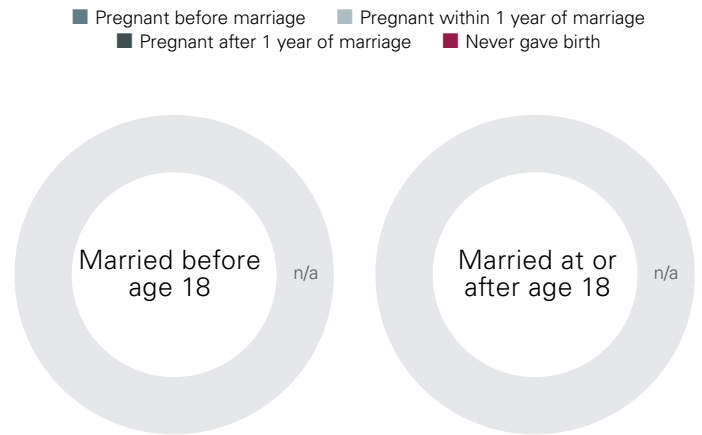 Pregnant before marriage Pregnant within 1 year of marriage
Pregnant after 1 year of marriage Never gave birth
Married before
age 18
n/a
Married at or
after age 18
n/a